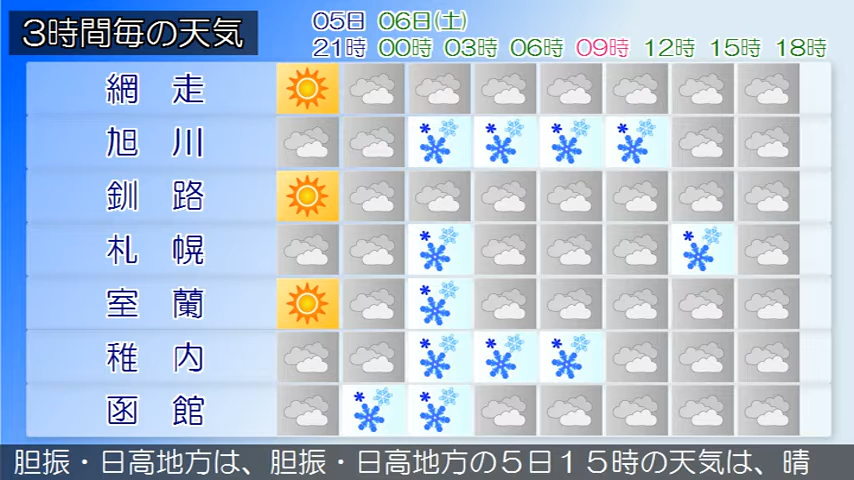 3時間毎の天気
05日 06日(土)
21時 00時 03時 06時 09時 12時 15時 18時
網走
旭川
釧路
札幌
室蘭
稚内
函館
胆振・日高地方は、胆振・日高地方の５日１５時の天気は、晴